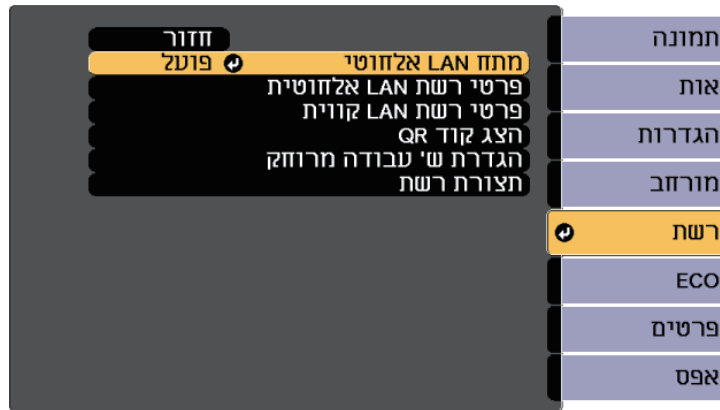 תמונה
אות
הגדרות
מורחב
רשת
ECO
פרטים
אפס
חזור
מתח LAN אלחוטי פועל
פרטי רשת LAN אלחוטית
פרטי רשת LAN קווית
הצג קוד QR
הגדרת ש' עבודה מרוחק
תצורת רשת